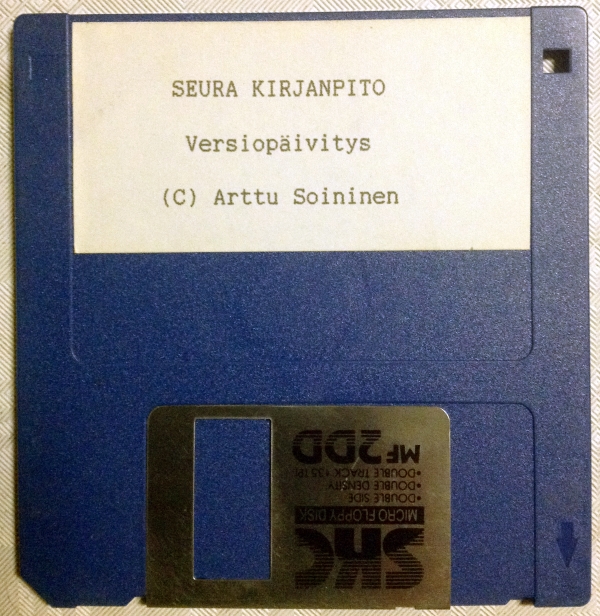 SEURA KIRJANPITO
Versiopäivitys
(C) Arttu Soininen
SKC
MICRO FLOPPY DISK
•DOUBLE SIDE
•DOUBLE DENSITY
•DOUBLE TRACK 135 TPI
MF2DD